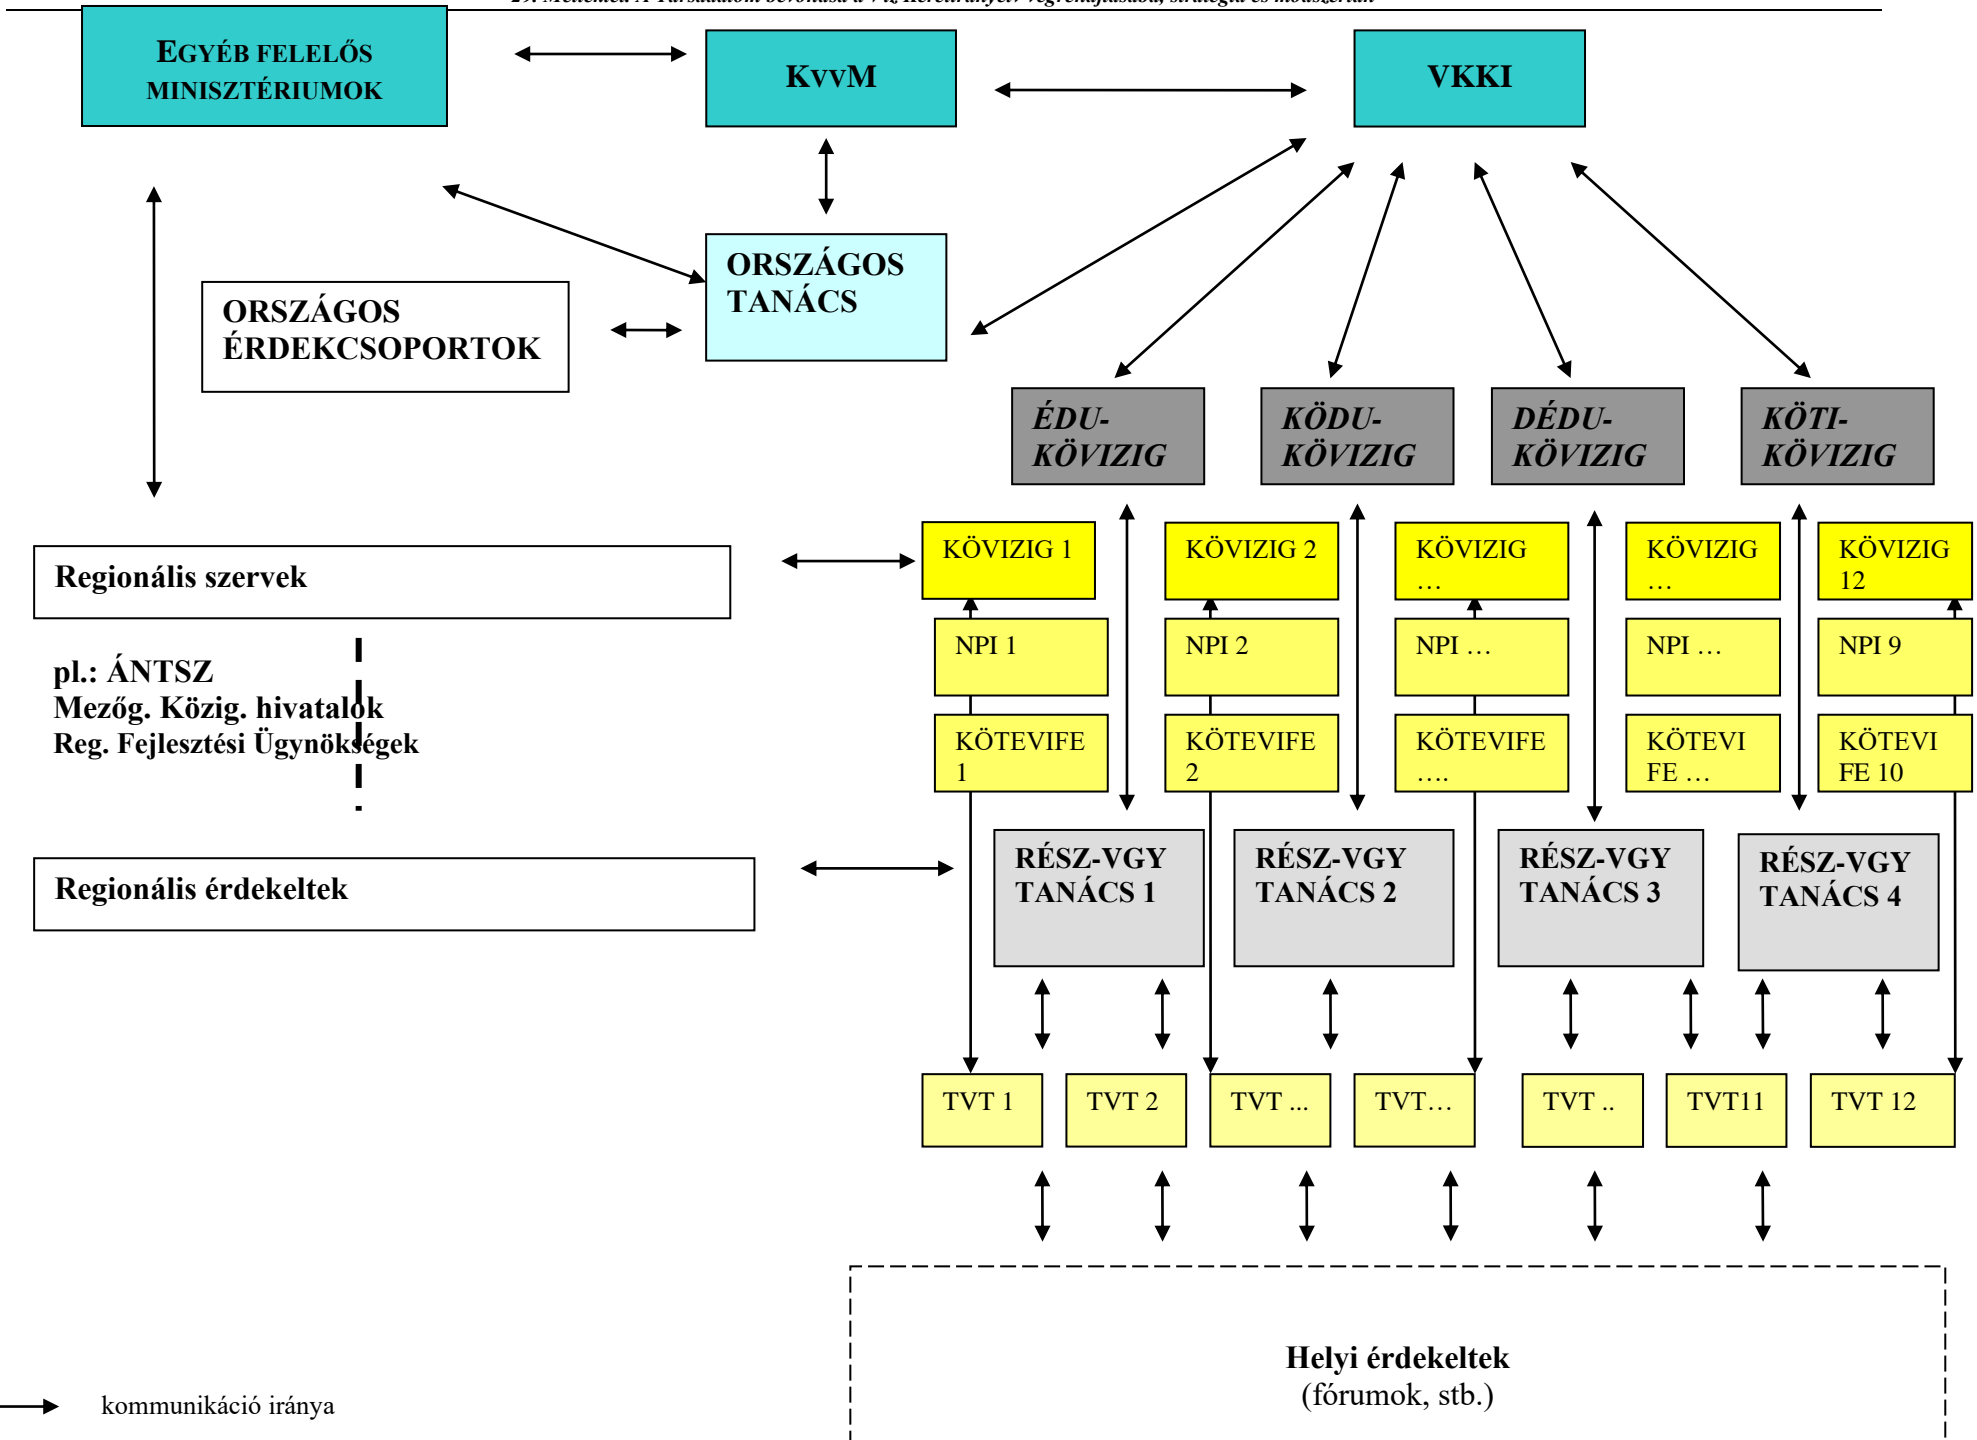 EGYÉB FELELŐS
MINISZTÉRIUMOK
KVVM
VKKI
ORSZÁGOS
TANÁCS
ORSZÁGOS
ÉRDEKCSOPORTOK
ÉDU-
KÖVIZIG
KÖDU-
KÖVIZIG
DÉDU-
KÖVIZIG
KÖTI-
KÖVIZIG
Regionális szervek
KÖVIZIG 1
KÖVIZIG 2
KÖVIZIG
…
KÖVIZIG
…
KÖVIZIG
12
NPI 1
NPI 2
NPI …
NPI …
NPI 9
pl.: ÁNTSZ
Mezőg. Közig. hivatalok
Reg. Fejlesztési Ügynökségek
KÖTEVIFE
1
KÖTEVIFE
2
KÖTEVIFE
….
KÖTEVI
FE …
KÖTEVI
FE 10
Regionális érdekeltek
RÉSZ-VGY
TANÁCS 1
RÉSZ-VGY
TANÁCS 2
RÉSZ-VGY
TANÁCS 3
RÉSZ-VGY
TANÁCS 4
TVT 1
TVT 2
TVT ...
TVT…
TVT ..
TVT11
TVT 12
Helyi érdekeltek
(fórumok, stb.)
kommunikáció iránya